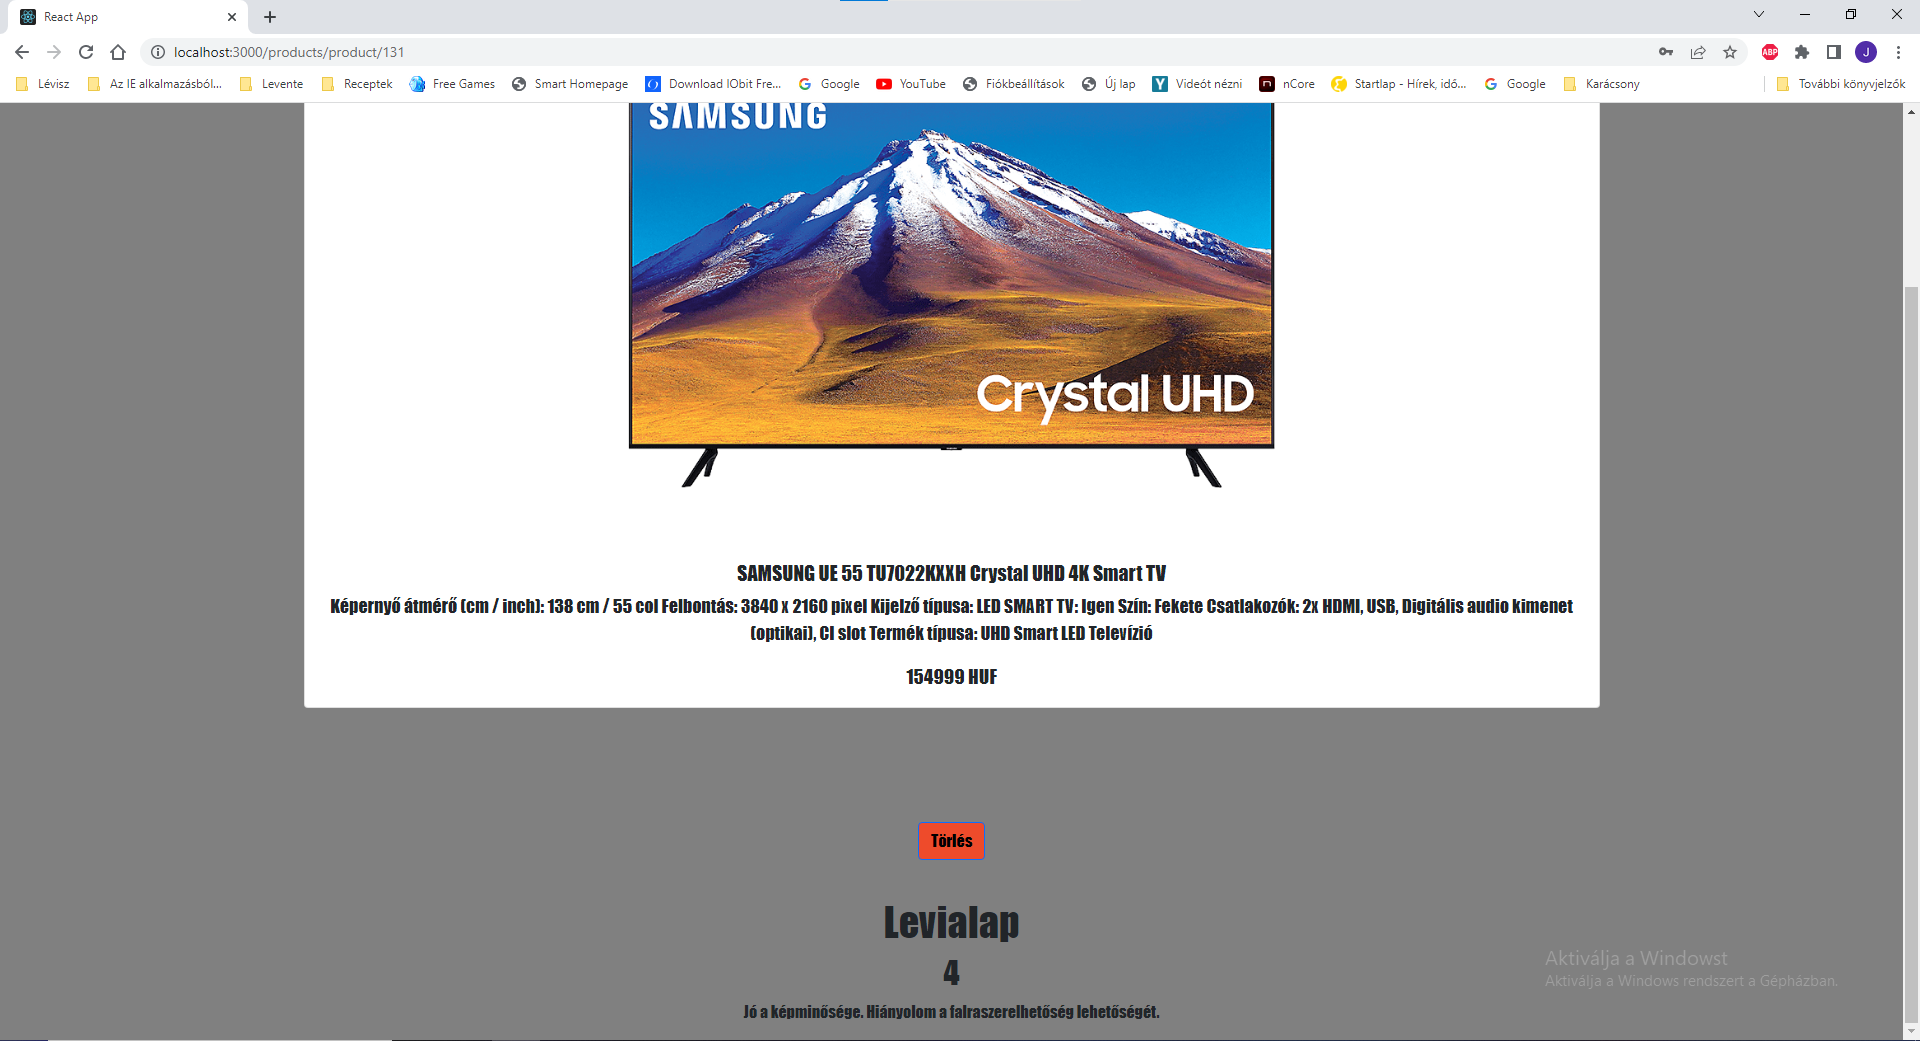 React App
localhost:3000/products/product/131
ABP
J
Lévisz
Az IE alkalmazásból...
Levente
Receptek
Free Games
Smart Homepage
Download IObit Fre...
Google
YouTube
Fiókbeállítások
Új lap
Videót nézni
nCore
Startlap - Hírek, idő...
Google
Karácsony
További könyvjelzők
SAMSUNG
Crystal UHD
SAMSUNG UE 55 TU7022KXXH Crystal UHD 4K Smart TV
Képernyő átmérő (cm / inch): 138 cm / 55 col Felbontás: 3840 x 2160 pixel Kijelző típusa: LED SMART TV: Igen Szín: Fekete Csatlakozók: 2x HDMI, USB, Digitális audio kimenet
(optikai), CI slot Termék típusa: UHD Smart LED Televízió
154999 HUF
Törlés
Levialap
4
Jó a képminősége. Hiányolom a falraszerelhetőség lehetőségét.
Aktiválja a Windowst
Aktiválja a Windows rendszert a Gépházban.